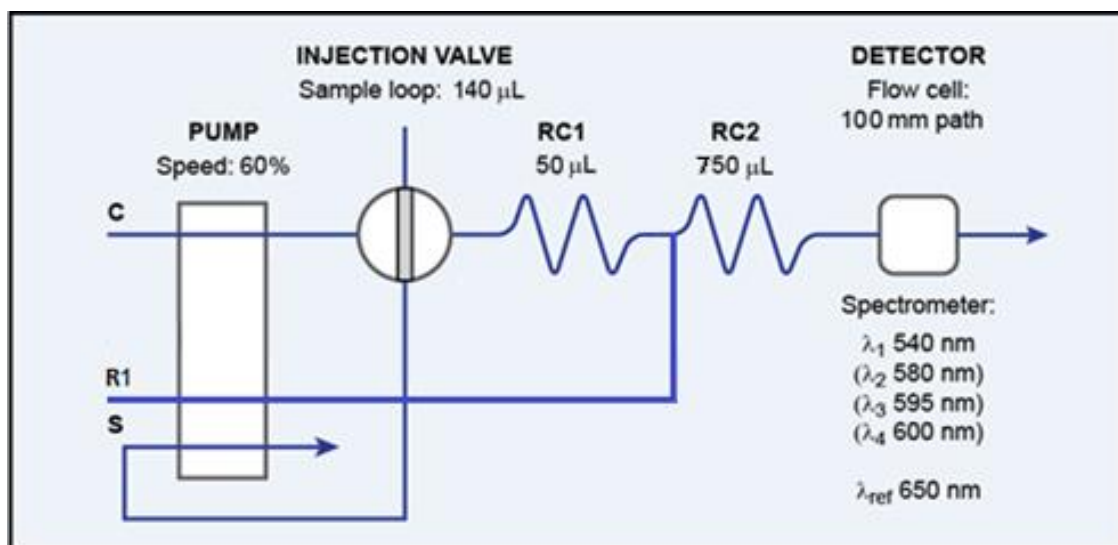 INJECTION VALVE
Sample loop: 140 μL
DETECTOR
Flow cell:
100 mm path
PUMP
Speed: 60%
RC1
50 μL
RC2
750 μL
C
R1
S
Spectrometer:
λ1 540 nm
(λ2 580 nm)
(λ3 595 nm)
(λ4 600 nm)
λref 650 nm